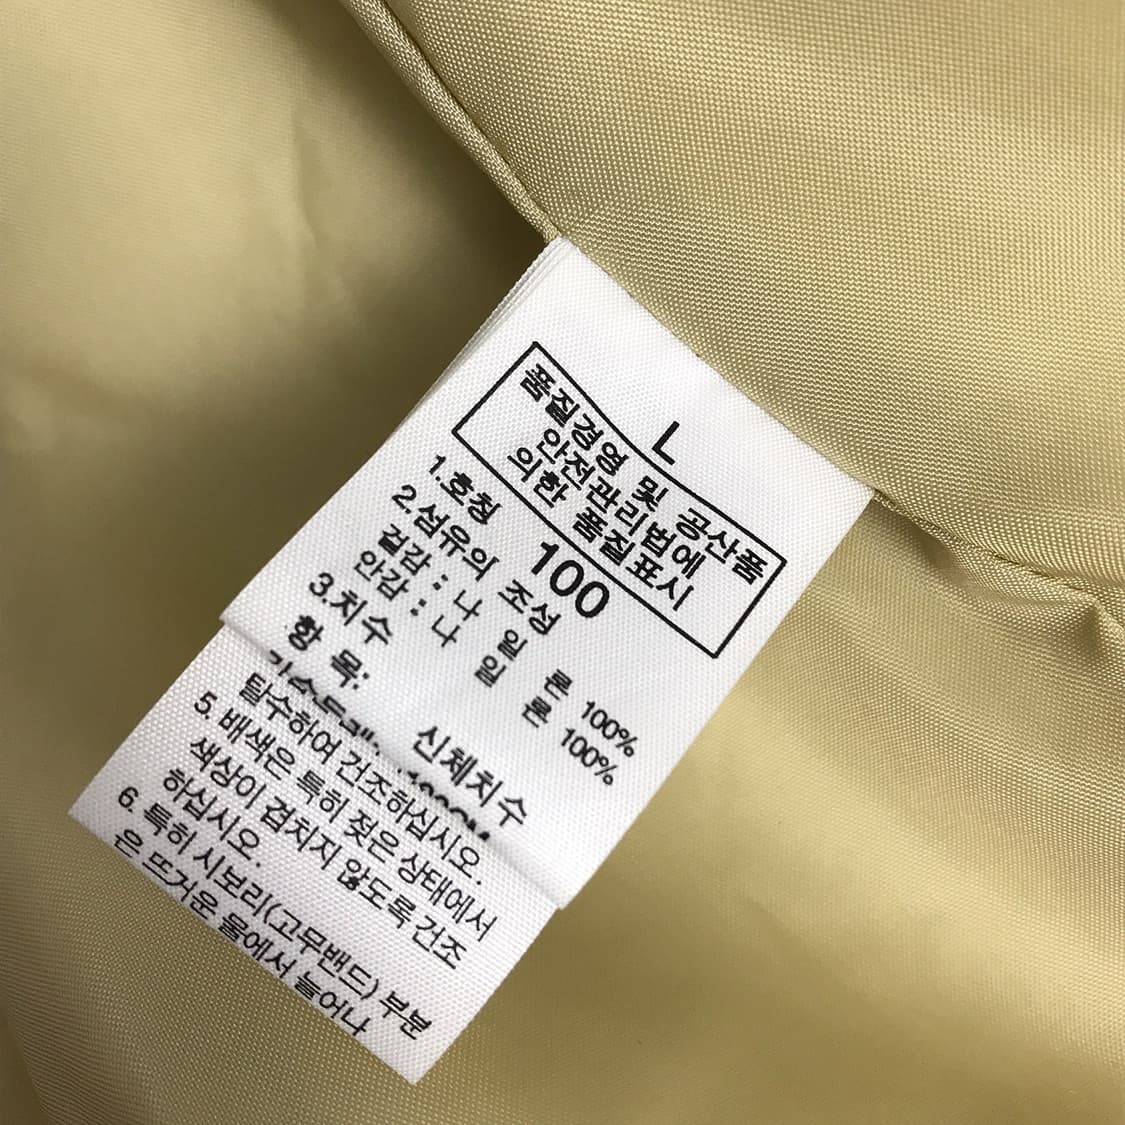 L
품질경영 및 공산품
안전관리법에
의한 품질표시
1.호칭 100
2.섬유의 조성
겉감 : 나 일 론 100%
안감 : 나 일 론 100%
3.치수
항 목: 신체치수
탈수하여 건조하십시오.
5. 배색은 특히 젖은 상태에서
색상이 겹치지 않도록 건조
하십시오.
6. 특히 시보리(고무밴드) 부분
은 뜨거운 물에서 늘어나